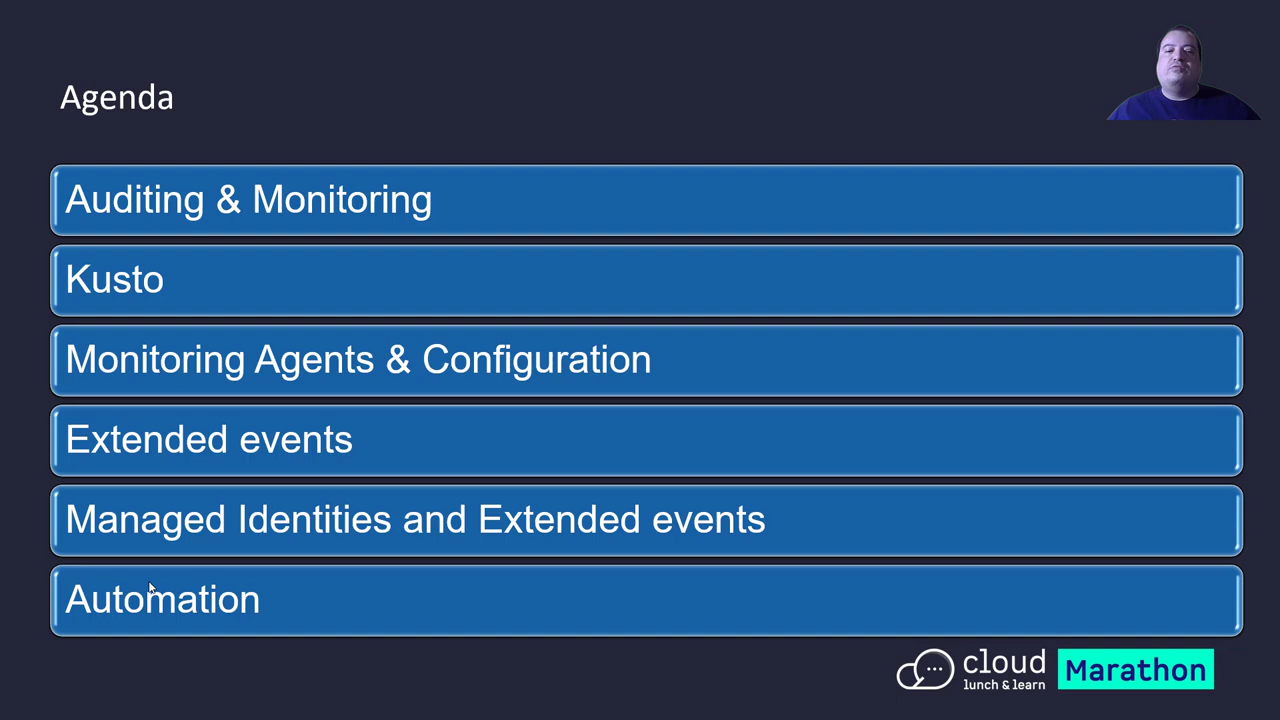 Agenda
Auditing & Monitoring
Kusto
Monitoring Agents & Configuration
Extended events
Managed Identities and Extended events
Automation
cloud
lunch & learn
Marathon